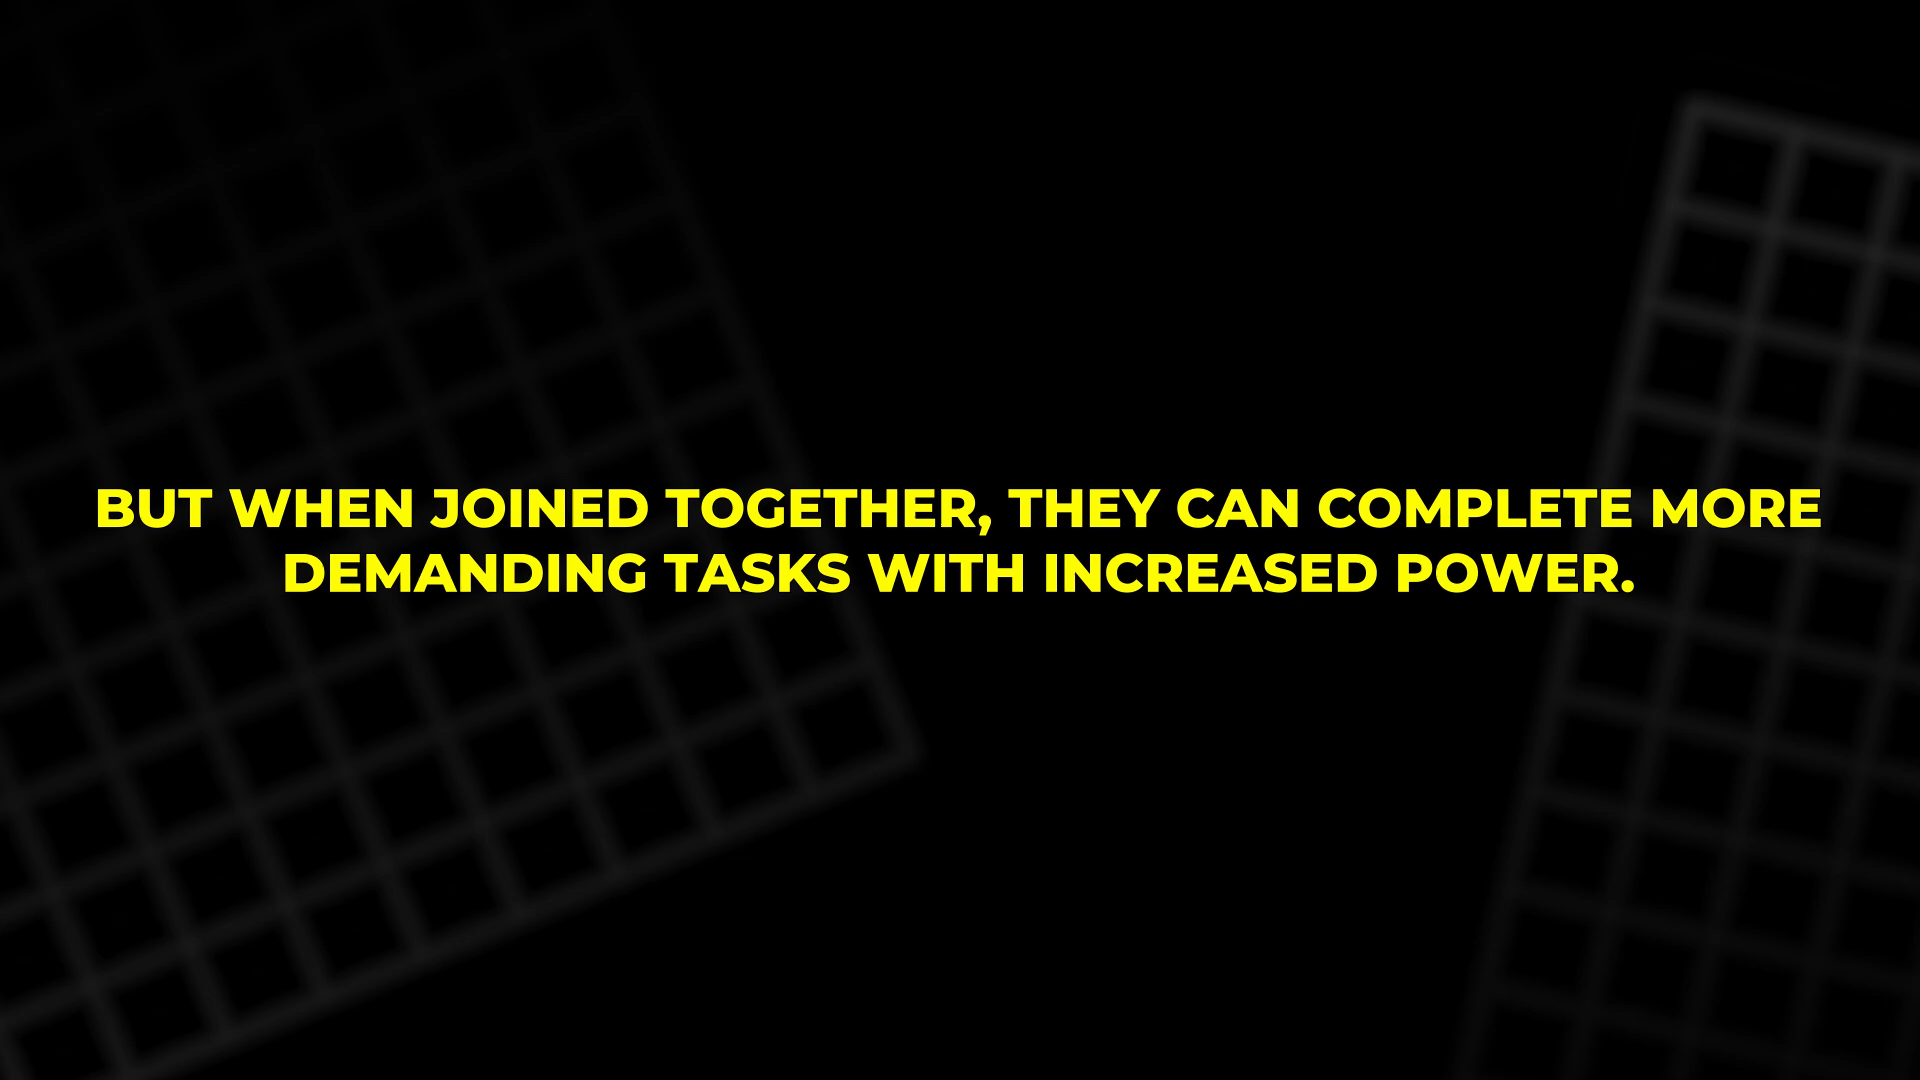 BUT WHEN JOINED TOGETHER, THEY CAN COMPLETE MORE
DEMANDING TASKS WITH INCREASED POWER.